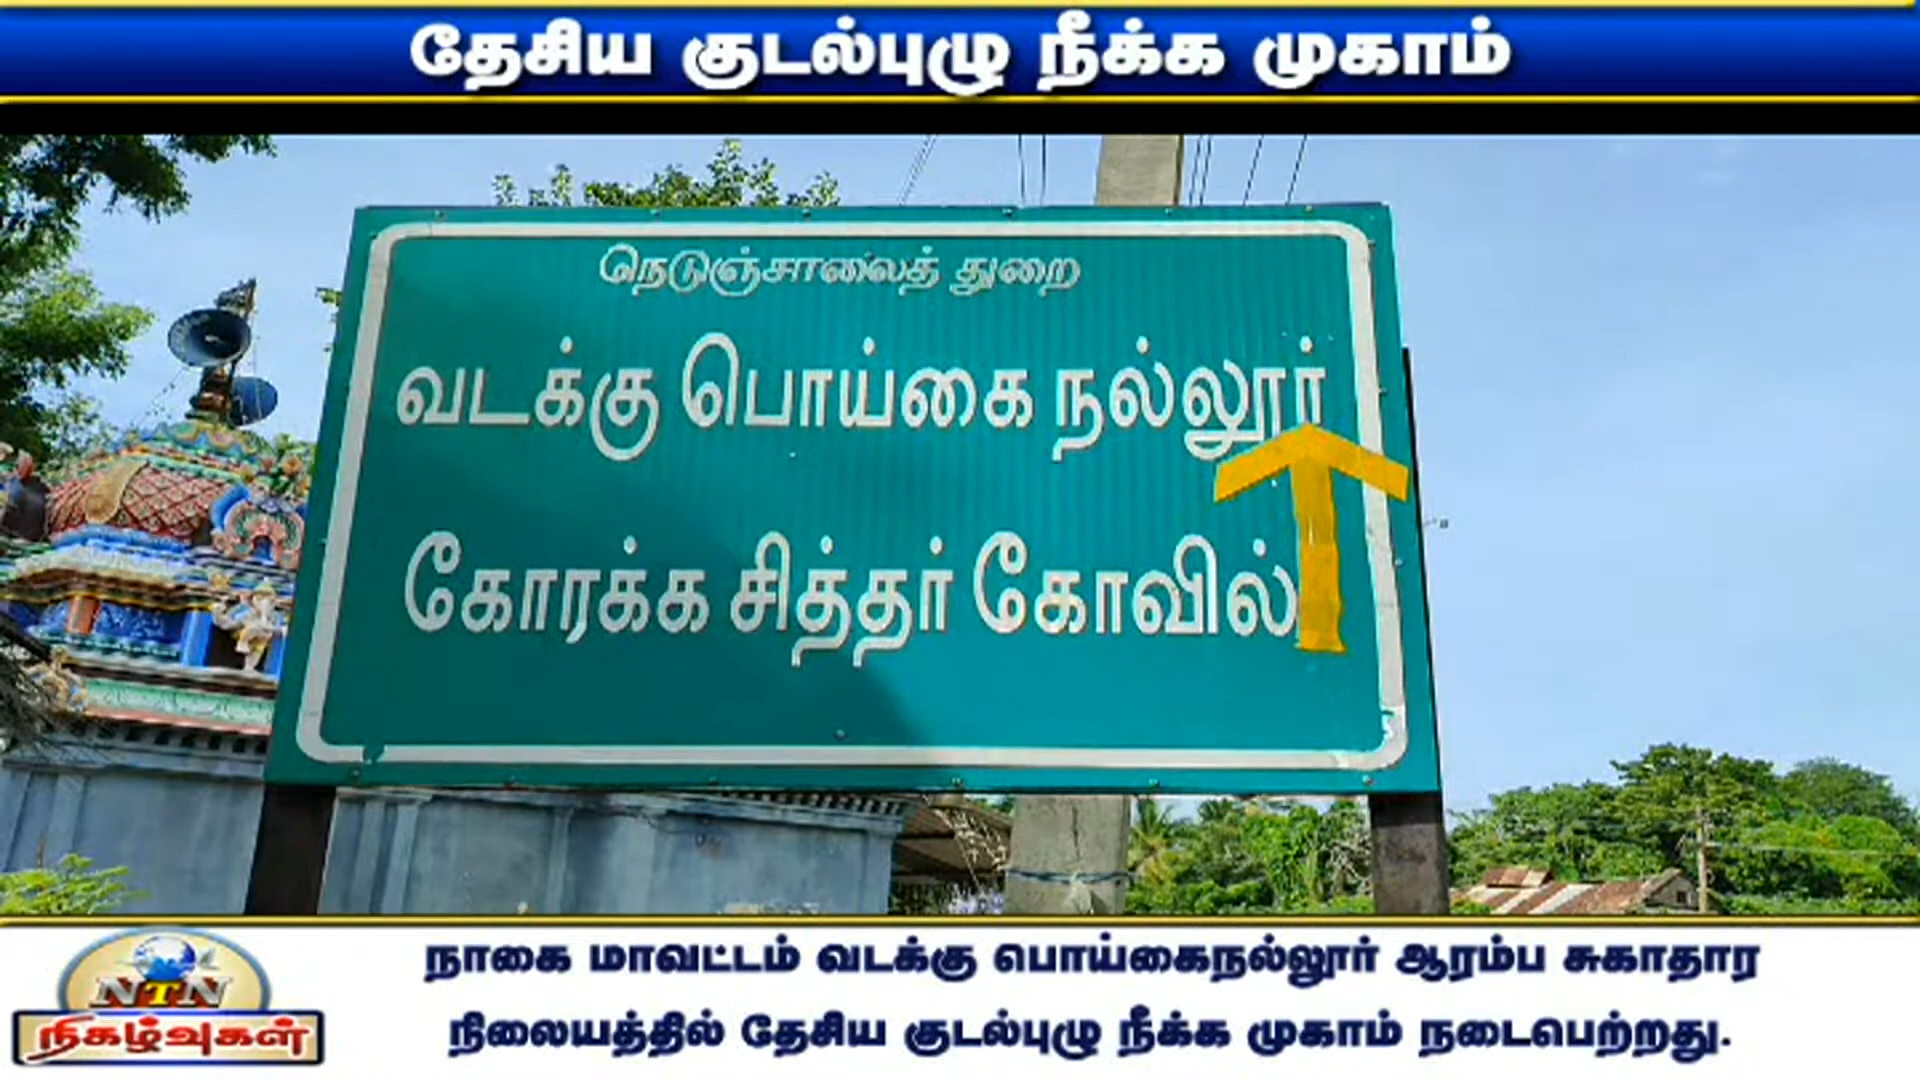 தேசிய குடல்புழு நீக்க முகாம்
நெடுஞ்சாலைத் துறை
வடக்கு பொய்கை நல்லூர்
கோரக்க சித்தர் கோவில்
நாகை மாவட்டம் வடக்கு பொய்கைநல்லூர் ஆரம்ப சுகாதார
நிலையத்தில் தேசிய குடல்புழு நீக்க முகாம் நடைபெற்றது.
NTN
நிகழ்வுகள்